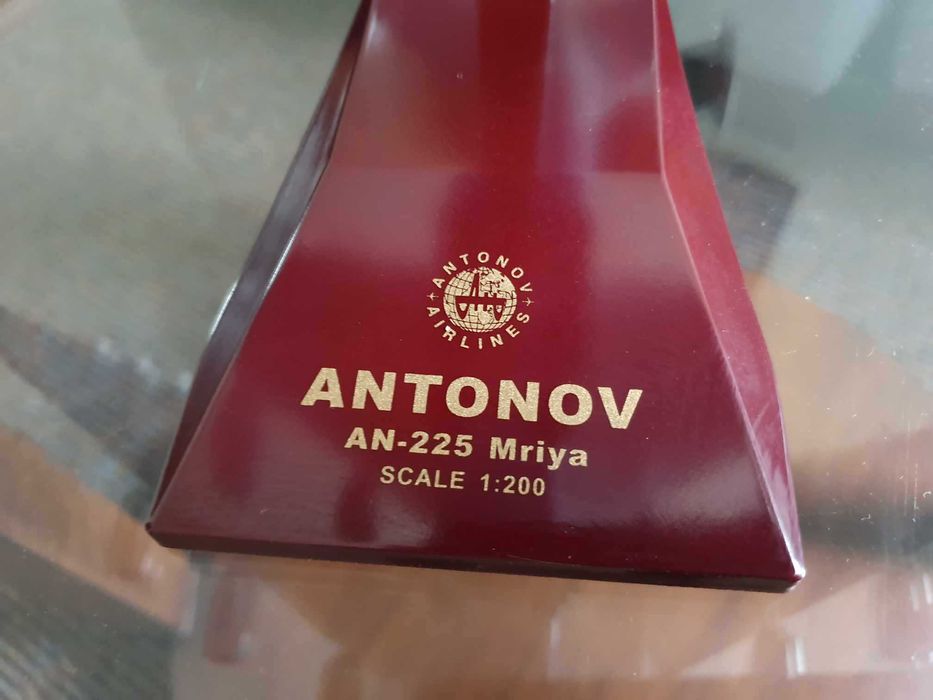 ANTONOV
AIRLINES
ANTONOV
AN-225 Mriya
SCALE 1:200